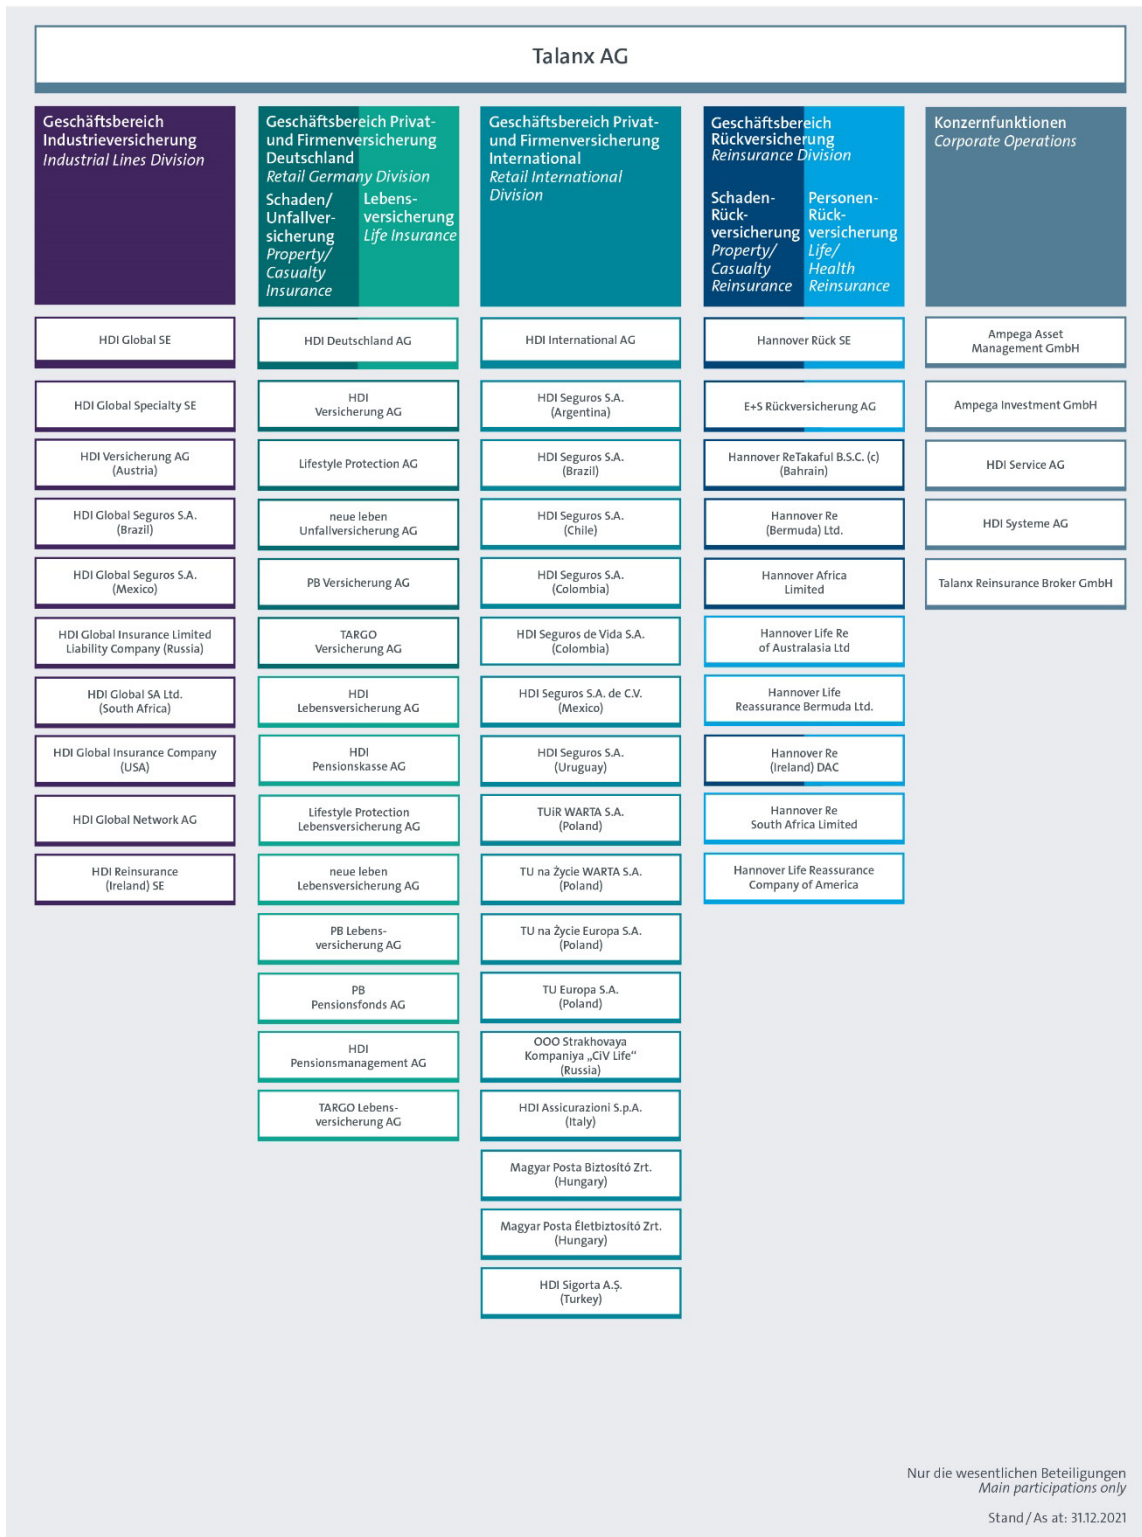 Talanx AG
Geschäftsbereich
Industrieversicherung
Industrial Lines Division
HDI Global SE
HDI Global Specialty SE
HDI Versicherung AG
(Austria)
HDI Global Seguros S.A.
(Brazil)
HDI Global Seguros S.A.
(Mexico)
HDI Global Insurance Limited
Liability Company (Russia)
HDI Global SA Ltd.
(South Africa)
HDI Global Insurance Company
(USA)
HDI Global Network AG
HDI Reinsurance
(Ireland) SE
Geschäftsbereich Privat-
und Firmenversicherung
Deutschland
Retail Germany Division
Schaden/
Unfallver-
sicherung
Property/
Casualty
Insurance
Lebens-
versicherung
Life Insurance
HDI Deutschland AG
HDI
Versicherung AG
Lifestyle Protection AG
neue leben
Unfallversicherung AG
PB Versicherung AG
TARGO
Versicherung AG
HDI
Lebensversicherung AG
HDI
Pensionskasse AG
Lifestyle Protection
Lebensversicherung AG
neue leben
Lebensversicherung AG
PB Lebens-
versicherung AG
PB
Pensionsfonds AG
HDI
Pensionsmanagement AG
TARGO Lebens-
versicherung AG
Geschäftsbereich Privat-
und Firmenversicherung
International
Retail International
Division
HDI International AG
HDI Seguros S.A.
(Argentina)
HDI Seguros S.A.
(Brazil)
HDI Seguros S.A.
(Chile)
HDI Seguros S.A.
(Colombia)
HDI Seguros de Vida S.A.
(Colombia)
HDI Seguros S.A. de C.V.
(Mexico)
HDI Seguros S.A.
(Uruguay)
TUiR WARTA S.A.
(Poland)
TU na Życie WARTA S.A.
(Poland)
TU na Życie Europa S.A.
(Poland)
TU Europa S.A.
(Poland)
OOO Strakhovaya
Kompaniya „CiV Life“
(Russia)
HDI Assicurazioni S.p.A.
(Italy)
Magyar Posta Biztosító Zrt.
(Hungary)
Magyar Posta Életbiztosító Zrt.
(Hungary)
HDI Sigorta A.Ş.
(Turkey)
Geschäftsbereich
Rückversicherung
Reinsurance Division
Schaden-
Rück-
versicherung
Property/
Casualty
Reinsurance
Personen-
Rück-
versicherung
Life/
Health
Reinsurance
Hannover Rück SE
E+S Rückversicherung AG
Hannover ReTakaful B.S.C. (c)
(Bahrain)
Hannover Re
(Bermuda) Ltd.
Hannover Africa
Limited
Hannover Life Re
of Australasia Ltd
Hannover Life
Reassurance Bermuda Ltd.
Hannover Re
(Ireland) DAC
Hannover Re
South Africa Limited
Hannover Life Reassurance
Company of America
Konzernfunktionen
Corporate Operations
Ampega Asset
Management GmbH
Ampega Investment GmbH
HDI Service AG
HDI Systeme AG
Talanx Reinsurance Broker GmbH
Nur die wesentlichen Beteiligungen
Main participations only
Stand / As at: 31.12.2021